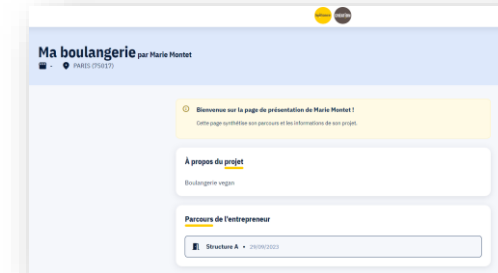 Ma boulangerie par Marie Montet
- PARIS (75017)
Bienvenue sur la page de présentation de Marie Montet !
Cette page synthétise son parcours et les informations de son projet.
À propos du projet
Boulangerie vegan
Parcours de l'entrepreneur
Structure A • 29/09/2023